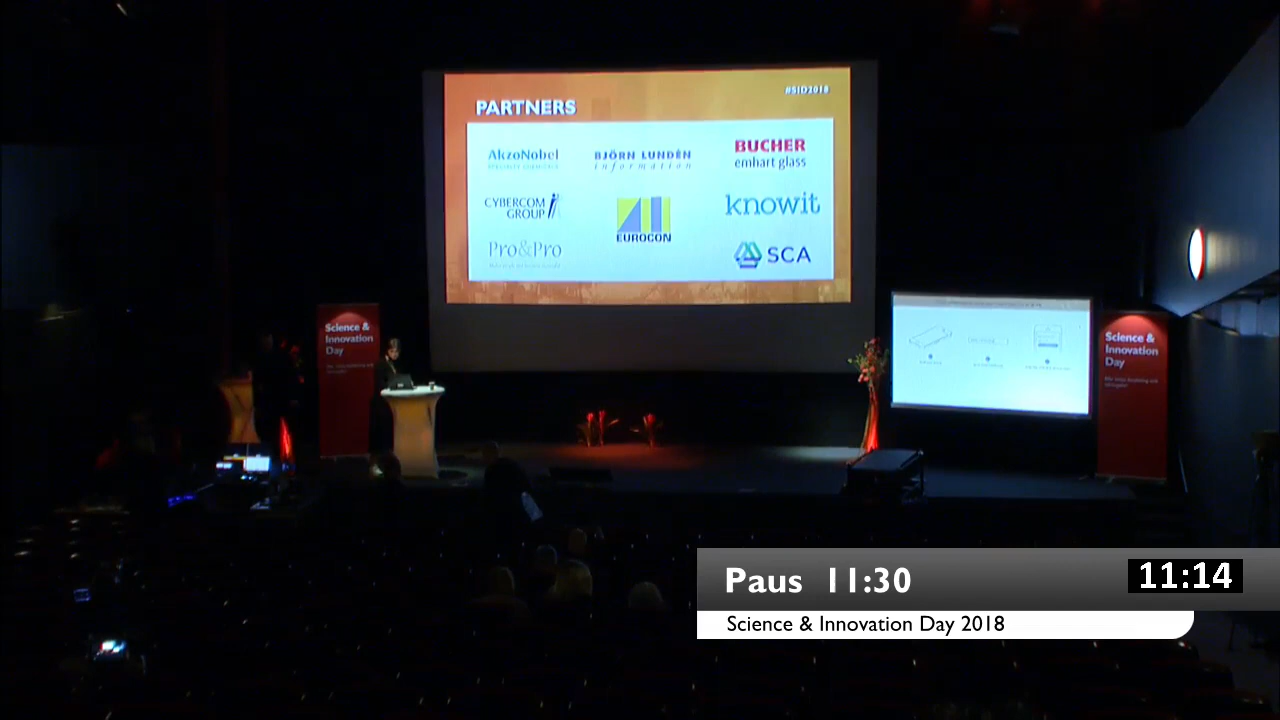 #SID2018
PARTNERS
AkzoNobel
BJÖRN LUNDÉN
information
BUCHER
emhart glass
CYBERCOM
GROUP
EUROCON
knowit
Pro&Pro
SCA
Science &
Innovation
Day
Science &
Innovation
Day
Paus 11:30
11:14
Science & Innovation Day 2018